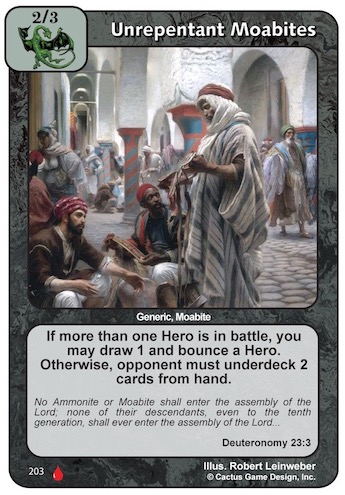 2/3
Unrepentant Moabites
Generic, Moabite
If more than one Hero is in battle, you
may draw 1 and bounce a Hero.
Otherwise, opponent must underdeck 2
cards from hand.
No Ammonite or Moabite shall enter the assembly of the
Lord; none of their descendants, even to the tenth
generation, shall ever enter the assembly of the Lord...
Deuteronomy 23:3
203
Illus. Robert Leinweber
© Cactus Game Design, Inc.